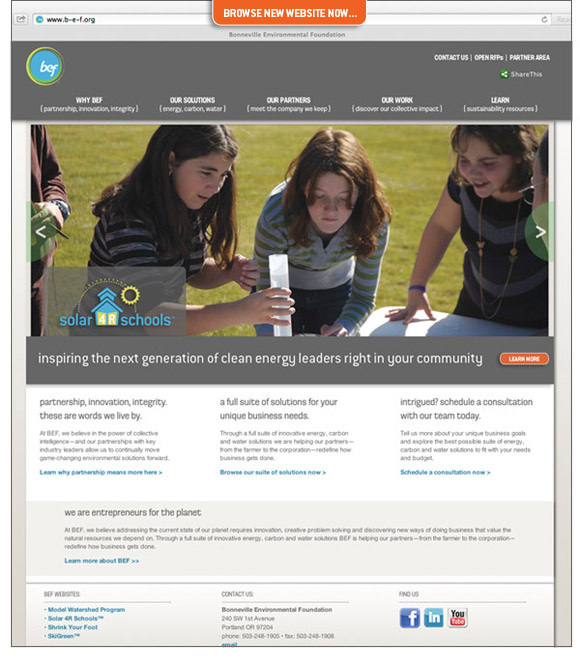 BROWSE NEW WEBSITE NOW...
www.b-e-f.org
Bonneville Environmental Foundation
bef
CONTACT US | OPEN RFPs | PARTNER AREA
ShareThis
WHY BEF
{ partnership, innovation, integrity }
OUR SOLUTIONS
{ energy, carbon, water }
OUR PARTNERS
{ meet the company we keep }
OUR WORK
{ discover our collective impact }
LEARN
{ sustainability resources }
<
>
solar 4R schools™
inspiring the next generation of clean energy leaders right in your community
LEARN MORE
partnership, innovation, integrity.
these are words we live by.
At BEF, we believe in the power of collective
intelligence—and our partnerships with key
industry leaders allow us to continually move
game-changing environmental solutions forward.
Learn why partnership means more here >
a full suite of solutions for your
unique business needs.
Through a full suite of innovative energy, carbon
and water solutions we are helping our partners—
from the farmer to the corporation—redefine how
business gets done.
Browse our suite of solutions now >
intrigued? schedule a consultation
with our team today.
Tell us more about your unique business goals
and explore the best possible suite of energy,
carbon and water solutions to fit with your needs
and budget.
Schedule a consultation now >
we are entrepreneurs for the planet
At BEF, we believe addressing the current state of our planet requires innovation, creative problem solving and discovering new ways of doing business that value the
natural resources we depend on. Through a full suite of innovative energy, carbon and water solutions BEF is helping our partners—from the farmer to the corporation—
redefine how business gets done.
Learn more about BEF >>
BEF WEBSITES:
• Model Watershed Program
• Solar 4R Schools™
• Shrink Your Foot
• SkiGreen™
CONTACT US:
Bonneville Environmental Foundation
240 SW 1st Avenue
Portland OR 97204
phone: 503-248-1905 • fax: 503-248-1908
email
FIND US
f
in
You
Tube